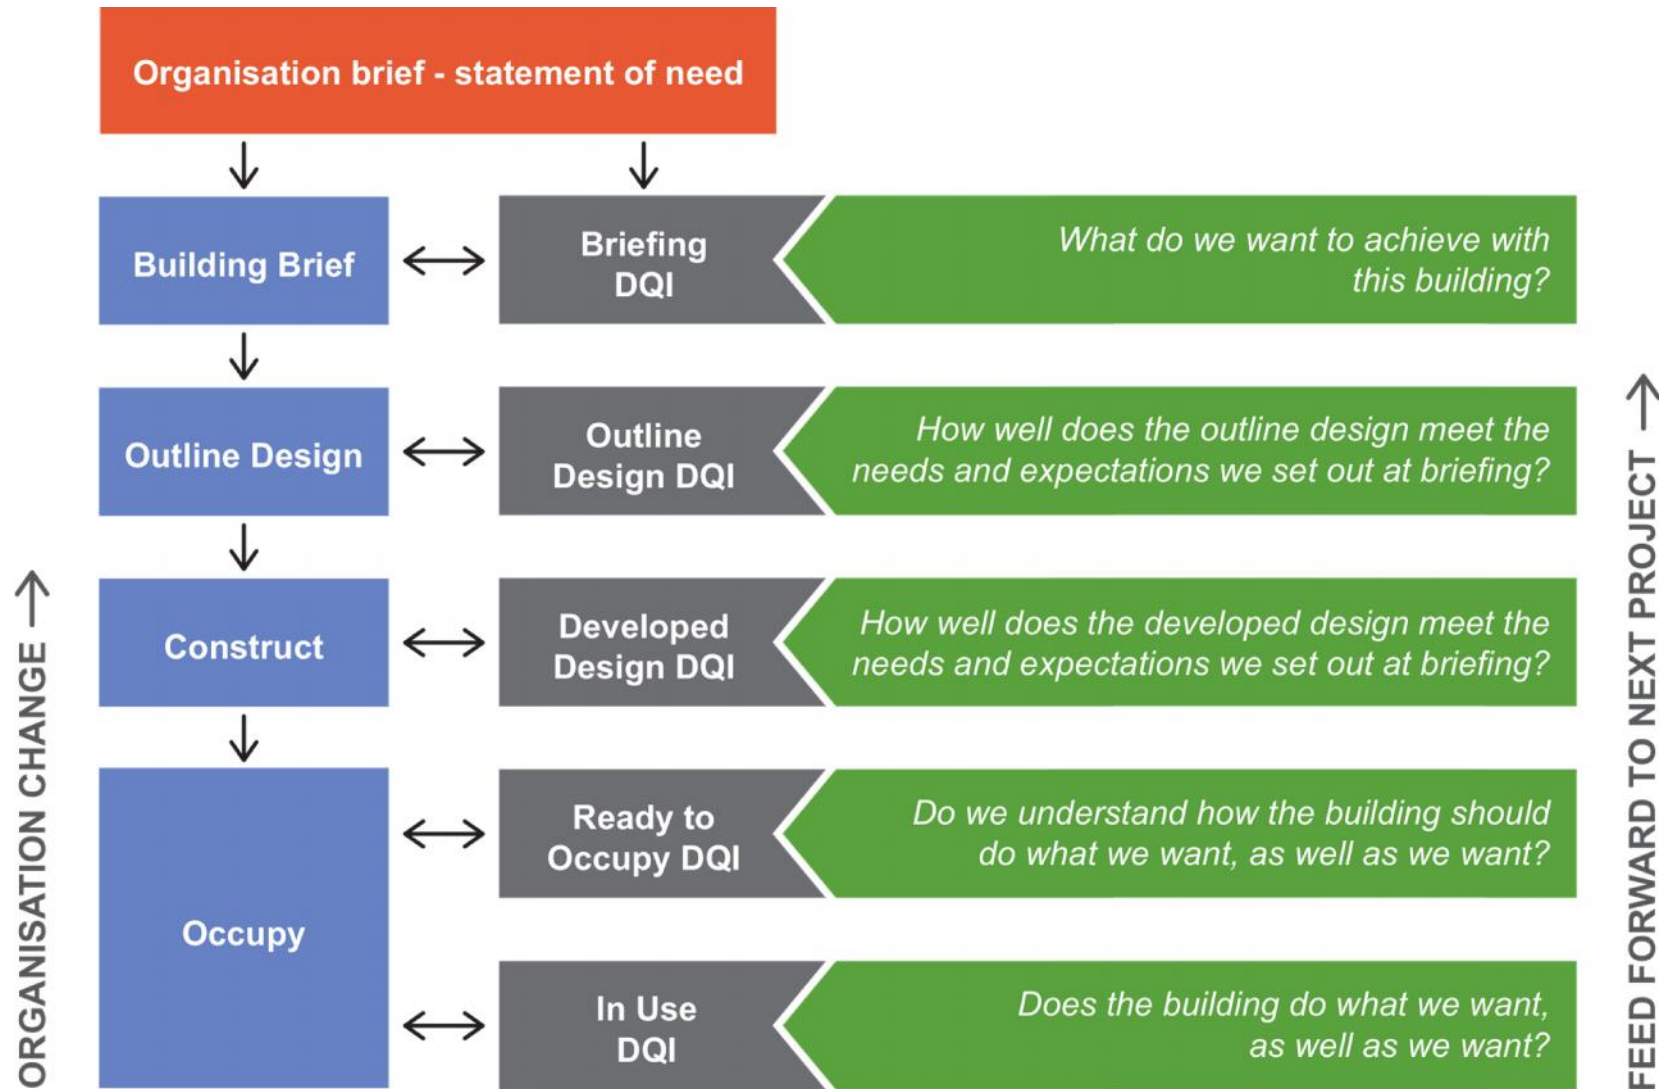 Organisation brief - statement of need
Building Brief
Briefing
DQI
What do we want to achieve with
this building?
Outline Design
Outline
Design DQI
How well does the outline design meet the
needs and expectations we set out at briefing?
Construct
Developed
Design DQI
How well does the developed design meet the
needs and expectations we set out at briefing?
Occupy
Ready to
Occupy DQI
Do we understand how the building should
do what we want, as well as we want?
In Use
DQI
Does the building do what we want,
as well as we want?
ORGANISATION CHANGE
FEED FORWARD TO NEXT PROJECT